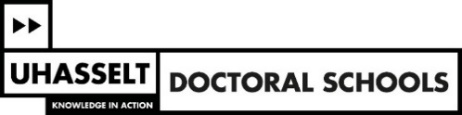 UHASSELT
DOCTORAL SCHOOLS
KNOWLEDGE IN ACTION